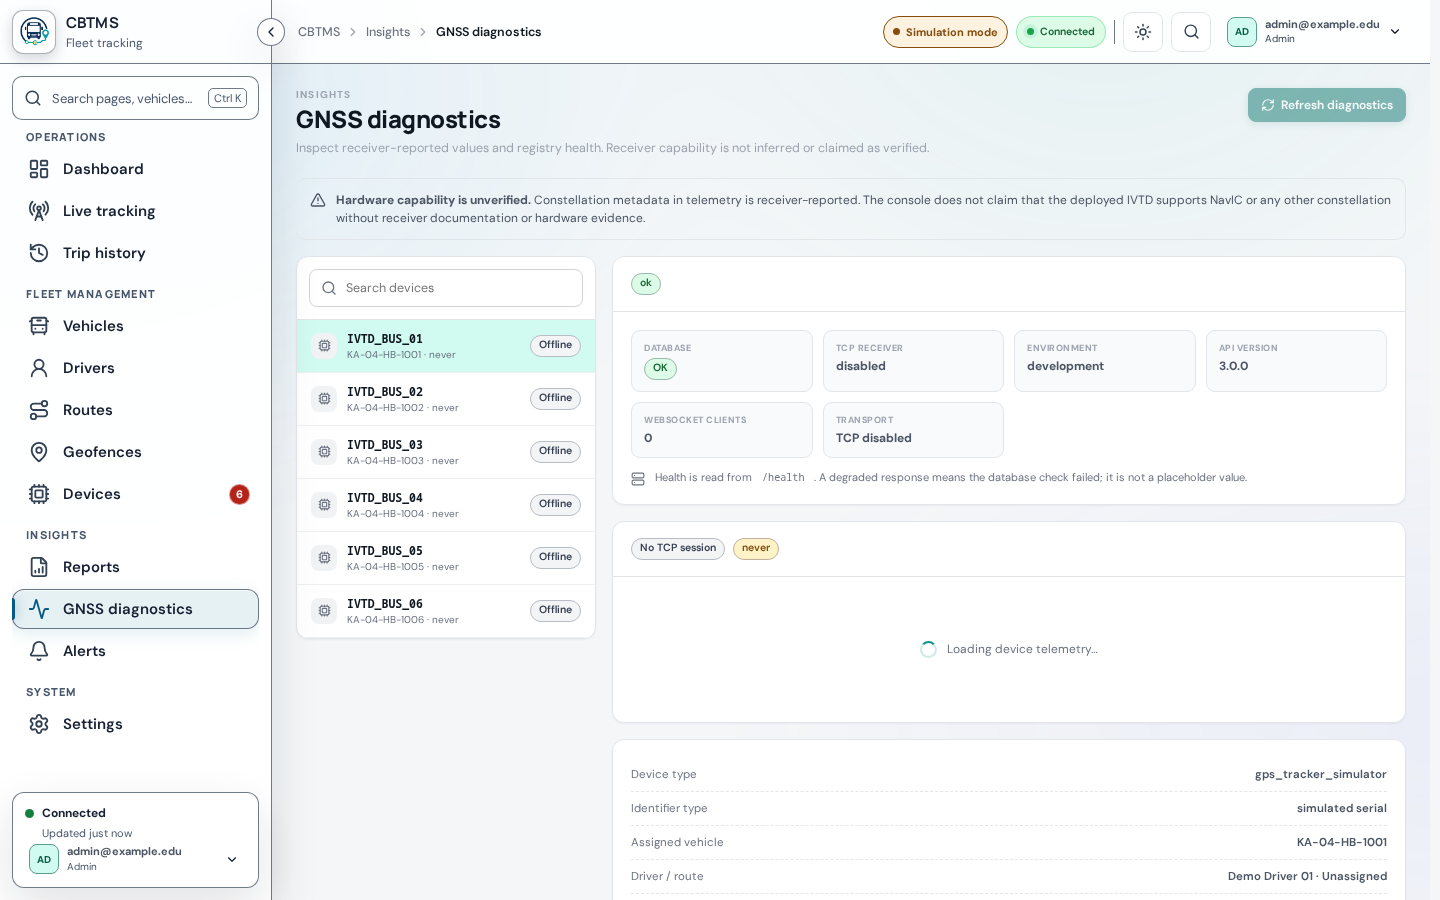 CBTMS
Fleet tracking
Search pages, vehicles...
Ctrl K
OPERATIONS
Dashboard
Live tracking
Trip history
FLEET MANAGEMENT
Vehicles
Drivers
Routes
Geofences
Devices
6
INSIGHTS
Reports
GNSS diagnostics
Alerts
SYSTEM
Settings
Connected
Updated just now
AD
admin@example.edu
Admin
CBTMS
Insights
GNSS diagnostics
Simulation mode
Connected
AD
admin@example.edu
Admin
INSIGHTS
GNSS diagnostics
Inspect receiver-reported values and registry health. Receiver capability is not inferred or claimed as verified.
Refresh diagnostics
Hardware capability is unverified. Constellation metadata in telemetry is receiver-reported. The console does not claim that the deployed IVTD supports NavIC or any other constellation
without receiver documentation or hardware evidence.
Search devices
IVTD_BUS_01
KA-04-HB-1001 · never
Offline
IVTD_BUS_02
KA-04-HB-1002 · never
Offline
IVTD_BUS_03
KA-04-HB-1003 · never
Offline
IVTD_BUS_04
KA-04-HB-1004 · never
Offline
IVTD_BUS_05
KA-04-HB-1005 · never
Offline
IVTD_BUS_06
KA-04-HB-1006 · never
Offline
ok
DATABASE
OK
TCP RECEIVER
disabled
ENVIRONMENT
development
API VERSION
3.0.0
WEBSOCKET CLIENTS
0
TRANSPORT
TCP disabled
Health is read from /health . A degraded response means the database check failed; it is not a placeholder value.
No TCP session
never
Loading device telemetry...
Device type
gps_tracker_simulator
Identifier type
simulated serial
Assigned vehicle
KA-04-HB-1001
Driver / route
Demo Driver 01 · Unassigned